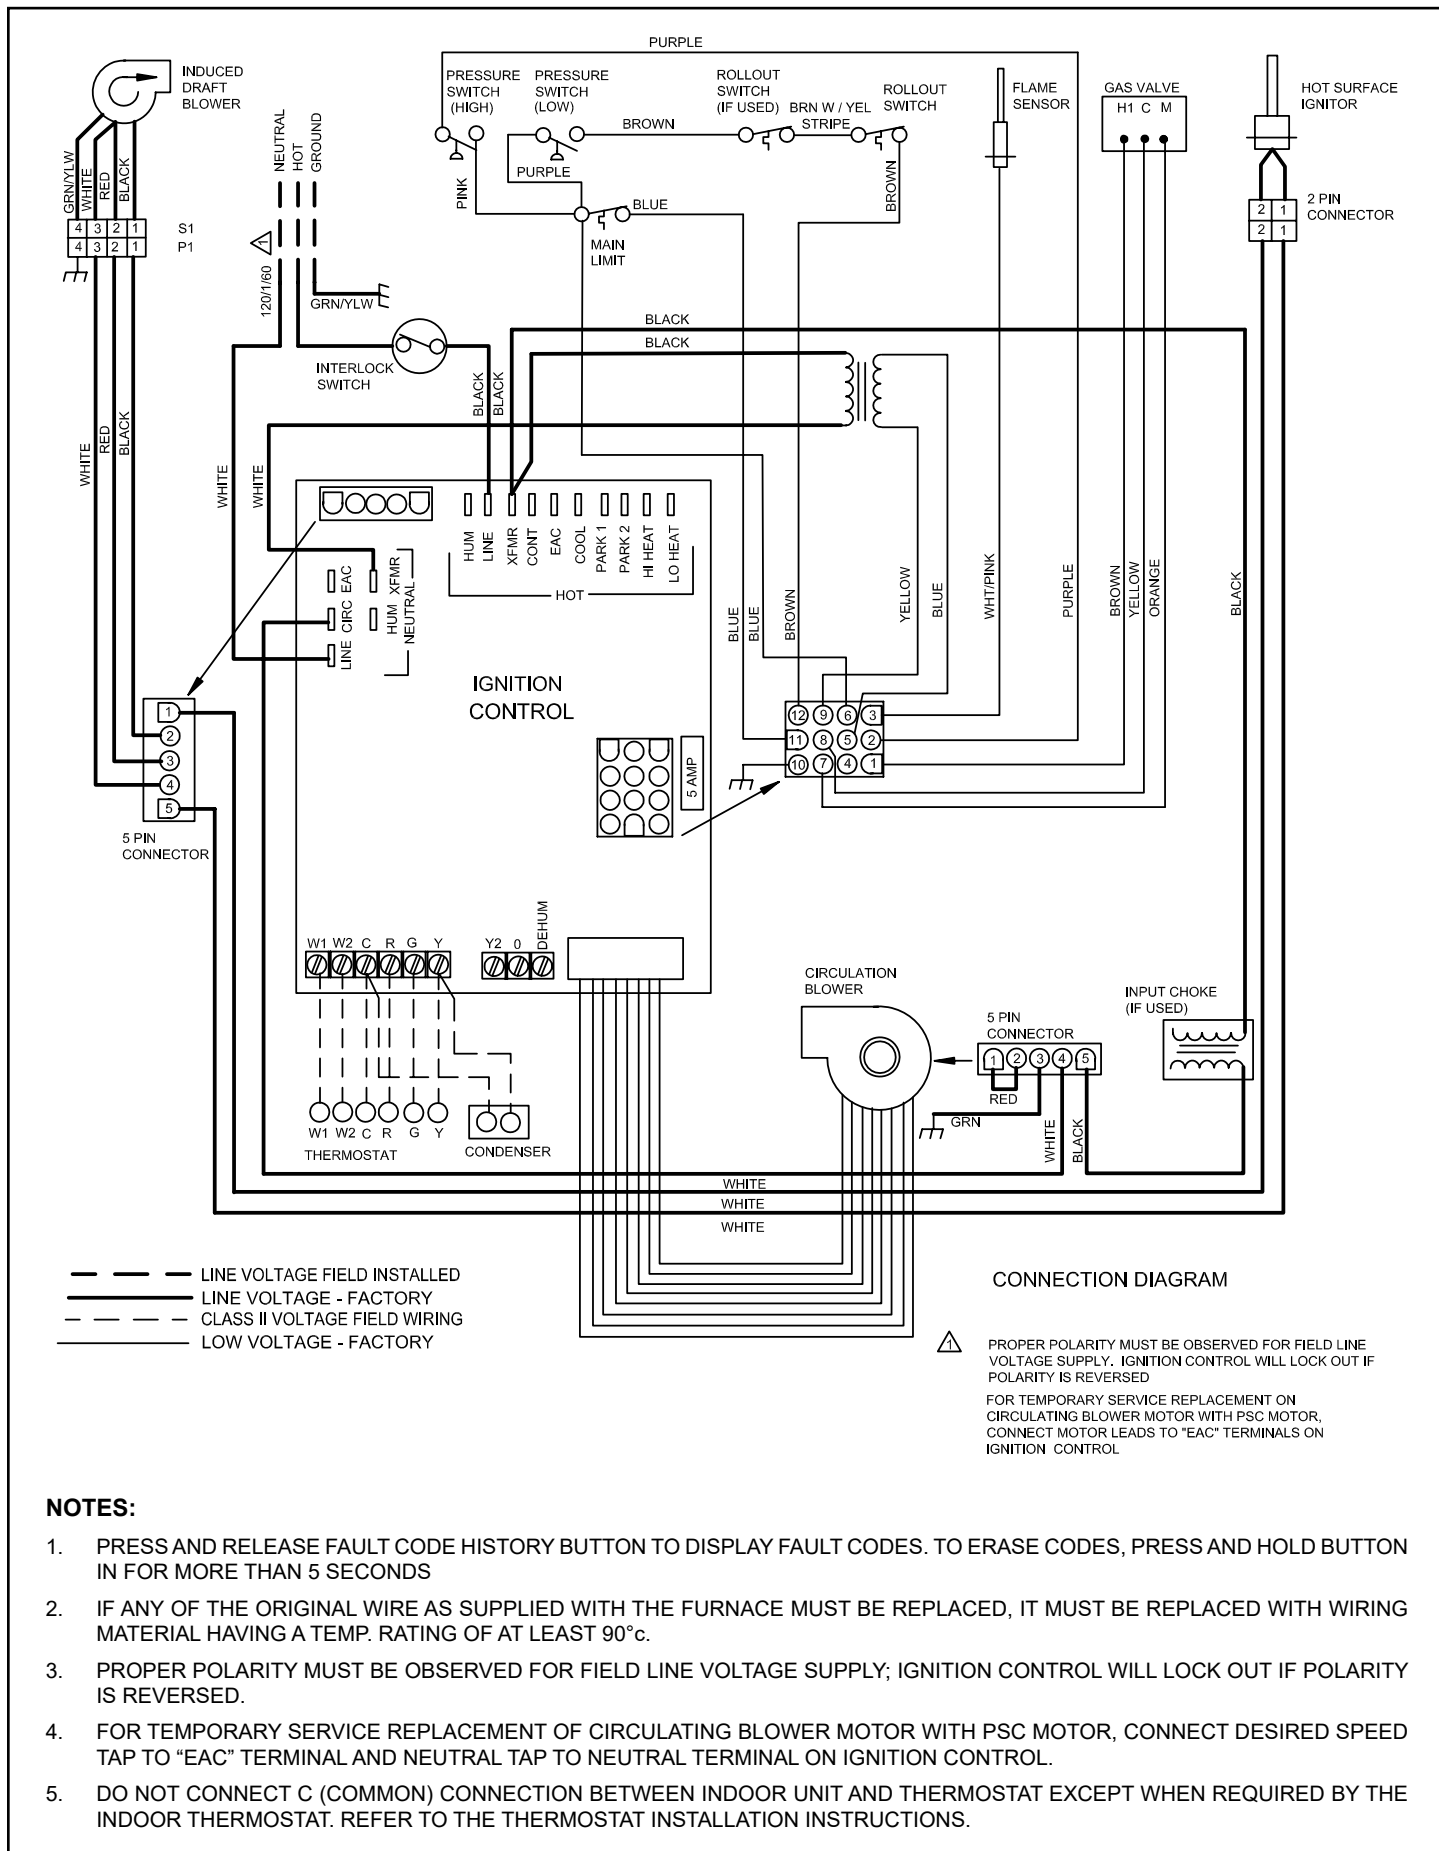 PURPLE
INDUCED
DRAFT
BLOWER
PRESSURE
SWITCH
(HIGH)
PRESSURE
SWITCH
(LOW)
ROLLOUT
SWITCH
(IF USED)
BRN W / YEL
STRIPE
ROLLOUT
SWITCH
FLAME
SENSOR
GAS VALVE
H1 C M
HOT SURFACE
IGNITOR
BROWN
PURPLE
PINK
BLUE
BROWN
MAIN
LIMIT
GRN/YLW
WHITE
RED
BLACK
4 3 2 1
S1
4 3 2 1
P1
NEUTRAL
HOT
GROUND
1
120/1/60
GRN/YLW
2 1
2 1
2 PIN
CONNECTOR
INTERLOCK
SWITCH
BLACK
BLACK
BLACK
BLACK
WHITE
RED
BLACK
WHITE
WHITE
HUM
LINE
XFMR
CONT
EAC
COOL
PARK 1
PARK 2
HI HEAT
LO HEAT
HOT
EAC
XFMR
CIRC
HUM
LINE
NEUTRAL
IGNITION
CONTROL
5 AMP
BLUE
BLUE
BROWN
YELLOW
BLUE
WHT/PINK
PURPLE
BROWN
YELLOW
ORANGE
BLACK
12 9 6 3
11 8 5 2
10 7 4 1
1
2
3
4
5
5 PIN
CONNECTOR
W1 W2 C R G Y
Y2 0 DEHUM
W1 W2 C R G Y
THERMOSTAT
CONDENSER
CIRCULATION
BLOWER
5 PIN
CONNECTOR
1 2 3 4 5
RED
GRN
WHITE
BLACK
INPUT CHOKE
(IF USED)
WHITE
WHITE
WHITE
LINE VOLTAGE FIELD INSTALLED
LINE VOLTAGE - FACTORY
CLASS II VOLTAGE FIELD WIRING
LOW VOLTAGE - FACTORY
CONNECTION DIAGRAM
1
PROPER POLARITY MUST BE OBSERVED FOR FIELD LINE
VOLTAGE SUPPLY. IGNITION CONTROL WILL LOCK OUT IF
POLARITY IS REVERSED
FOR TEMPORARY SERVICE REPLACEMENT ON
CIRCULATING BLOWER MOTOR WITH PSC MOTOR,
CONNECT MOTOR LEADS TO "EAC" TERMINALS ON
IGNITION CONTROL
NOTES:
1. PRESS AND RELEASE FAULT CODE HISTORY BUTTON TO DISPLAY FAULT CODES. TO ERASE CODES, PRESS AND HOLD BUTTON
IN FOR MORE THAN 5 SECONDS
2. IF ANY OF THE ORIGINAL WIRE AS SUPPLIED WITH THE FURNACE MUST BE REPLACED, IT MUST BE REPLACED WITH WIRING
MATERIAL HAVING A TEMP. RATING OF AT LEAST 90°c.
3. PROPER POLARITY MUST BE OBSERVED FOR FIELD LINE VOLTAGE SUPPLY; IGNITION CONTROL WILL LOCK OUT IF POLARITY
IS REVERSED.
4. FOR TEMPORARY SERVICE REPLACEMENT OF CIRCULATING BLOWER MOTOR WITH PSC MOTOR, CONNECT DESIRED SPEED
TAP TO “EAC” TERMINAL AND NEUTRAL TAP TO NEUTRAL TERMINAL ON IGNITION CONTROL.
5. DO NOT CONNECT C (COMMON) CONNECTION BETWEEN INDOOR UNIT AND THERMOSTAT EXCEPT WHEN REQUIRED BY THE
INDOOR THERMOSTAT. REFER TO THE THERMOSTAT INSTALLATION INSTRUCTIONS.